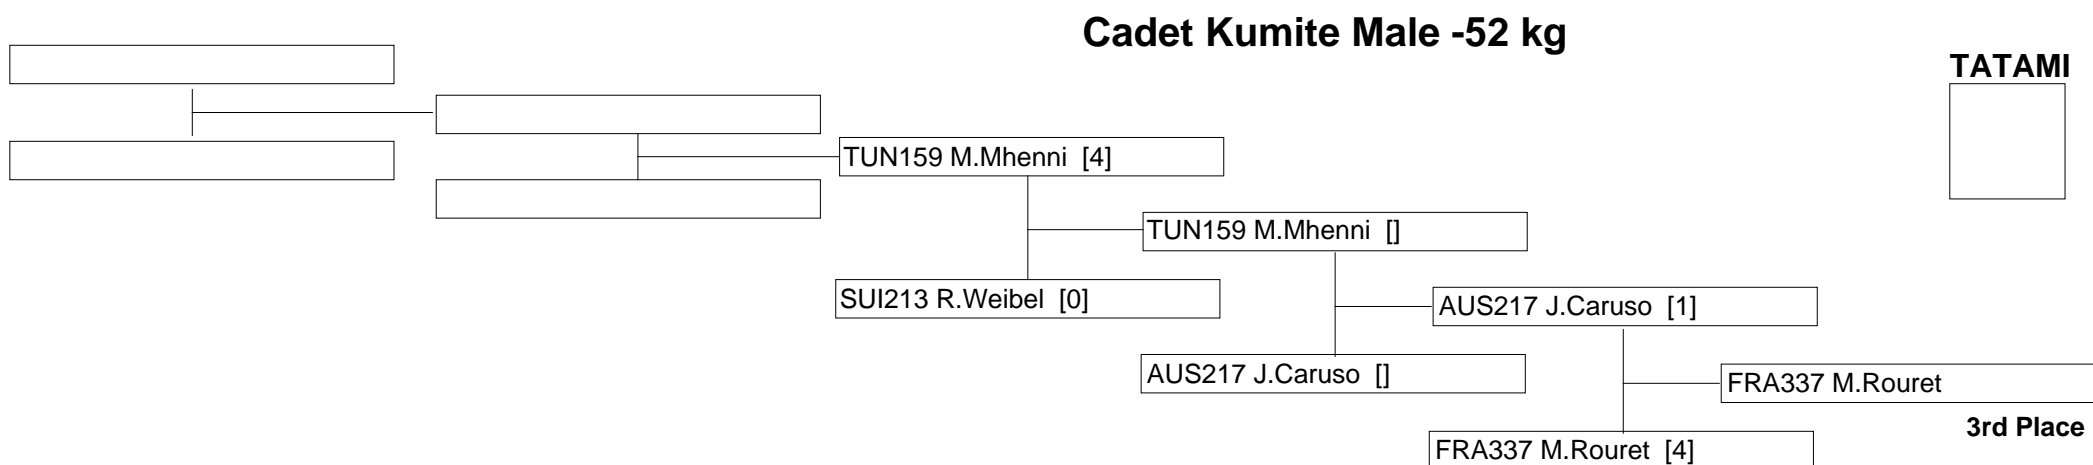 Cadet Kumite Male -52 kg
TATAMI
TUN159 M.Mhenni [4]
TUN159 M.Mhenni []
SUI213 R.Weibel [0]
AUS217 J.Caruso [1]
AUS217 J.Caruso []
FRA337 M.Rouret
3rd Place
FRA337 M.Rouret [4]